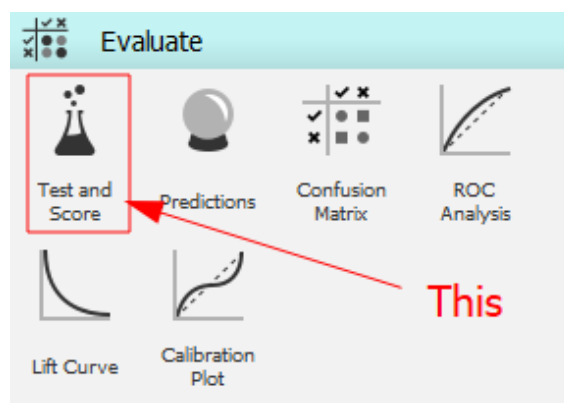 Evaluate
Test and
Score
Predictions
Confusion
Matrix
ROC
Analysis
This
Lift Curve
Calibration
Plot